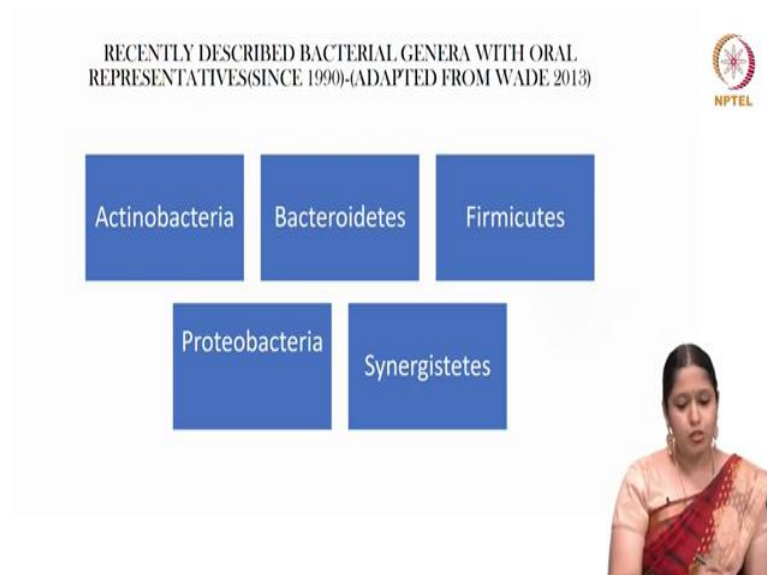 RECENTLY DESCRIBED BACTERIAL GENERA WITH ORAL
REPRESENTATIVES(SINCE 1990)-(ADAPTED FROM WADE 2013)
NPTEL
Actinobacteria
Bacteroidetes
Firmicutes
Proteobacteria
Synergistetes